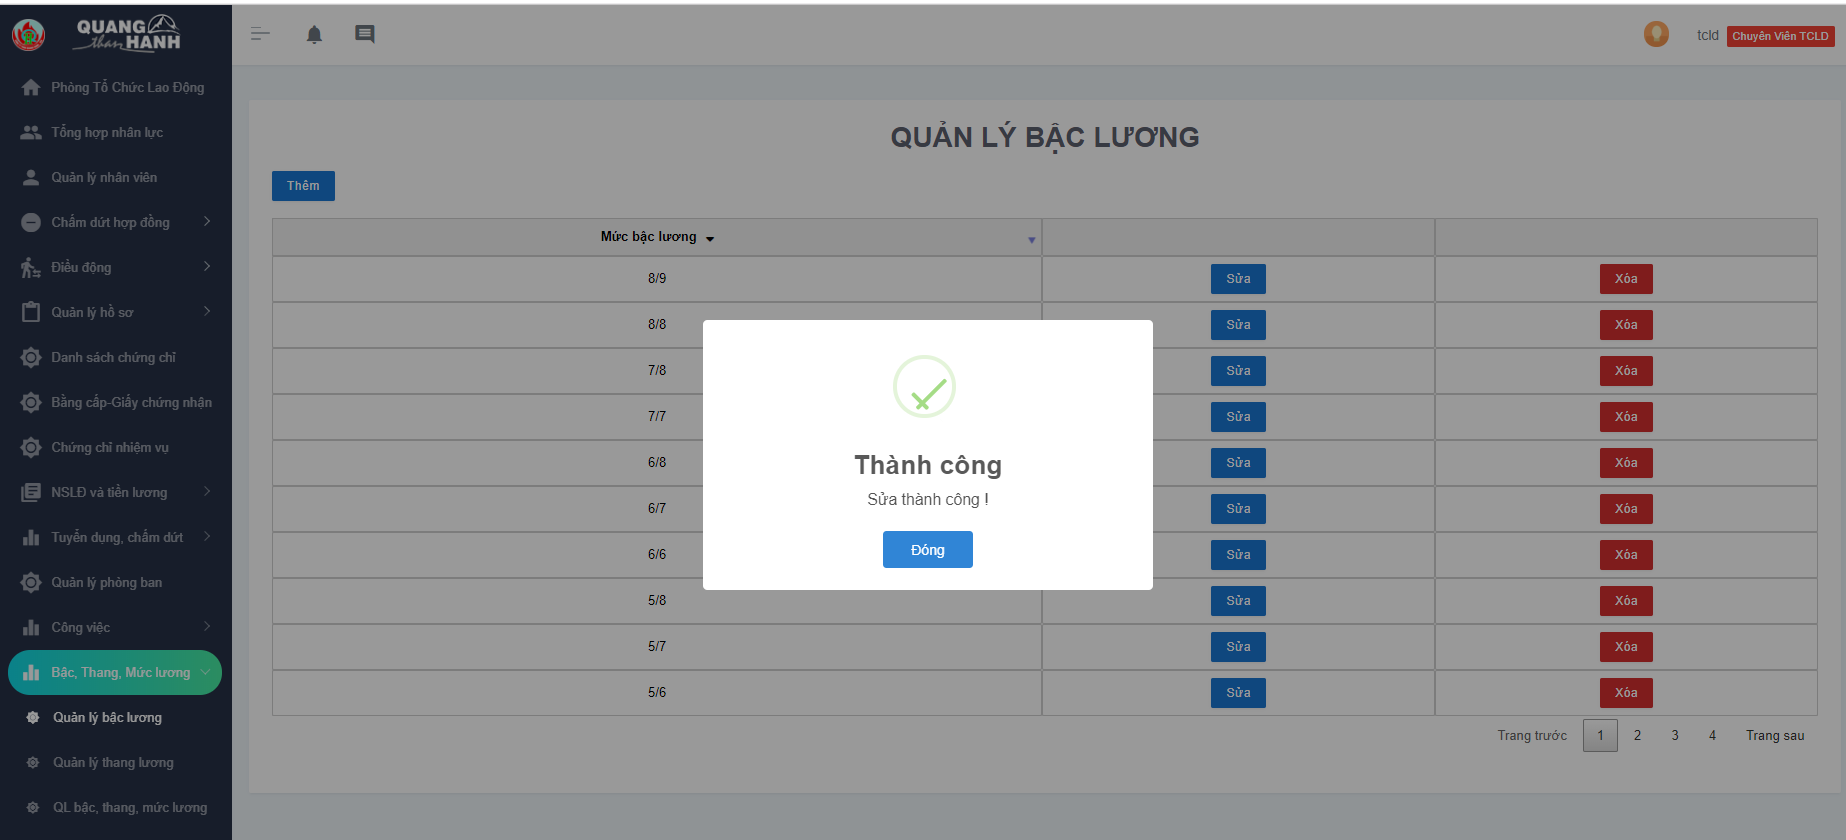 QUANG
than HANH
tcld Chuyên Viên TCLD
Phòng Tổ Chức Lao Động
Tổng hợp nhân lực
Quản lý nhân viên
Chấm dứt hợp đồng
Điều động
Quản lý hồ sơ
Danh sách chứng chỉ
Bằng cấp-Giấy chứng nhận
Chứng chỉ nhiệm vụ
NSLĐ và tiền lương
Tuyển dụng, chấm dứt
Quản lý phòng ban
Công việc
Bậc, Thang, Mức lương
Quản lý bậc lương
Quản lý thang lương
QL bậc, thang, mức lương
QUẢN LÝ BẬC LƯƠNG
Thêm
Mức bậc lương
8/9 Sửa Xóa
8/8 Sửa Xóa
7/8 Sửa Xóa
7/7 Sửa Xóa
6/8 Sửa Xóa
6/7 Sửa Xóa
6/6 Sửa Xóa
5/8 Sửa Xóa
5/7 Sửa Xóa
5/6 Sửa Xóa
Trang trước 1 2 3 4 Trang sau
Thành công
Sửa thành công !
Đóng